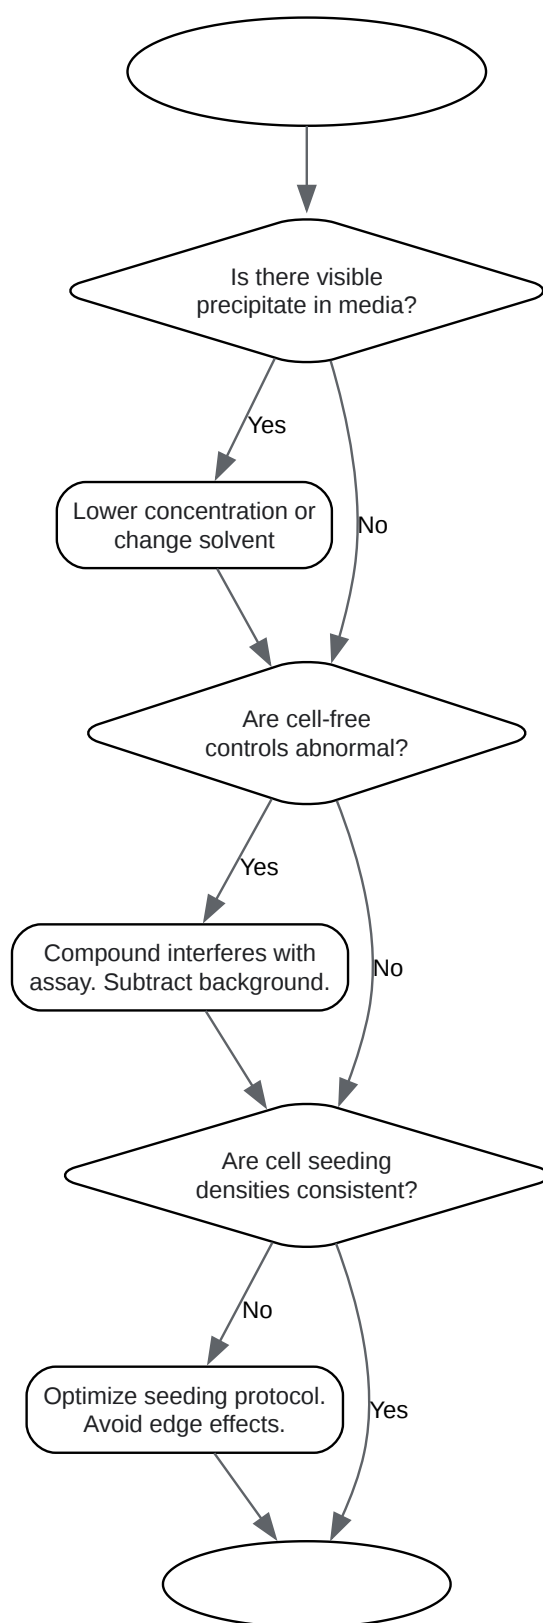 Is there visible
precipitate in media?
Yes
Lower concentration or
change solvent
No
Are cell-free
controls abnormal?
Yes
Compound interferes with
assay. Subtract background.
No
Are cell seeding
densities consistent?
No
Optimize seeding protocol.
Avoid edge effects.
Yes